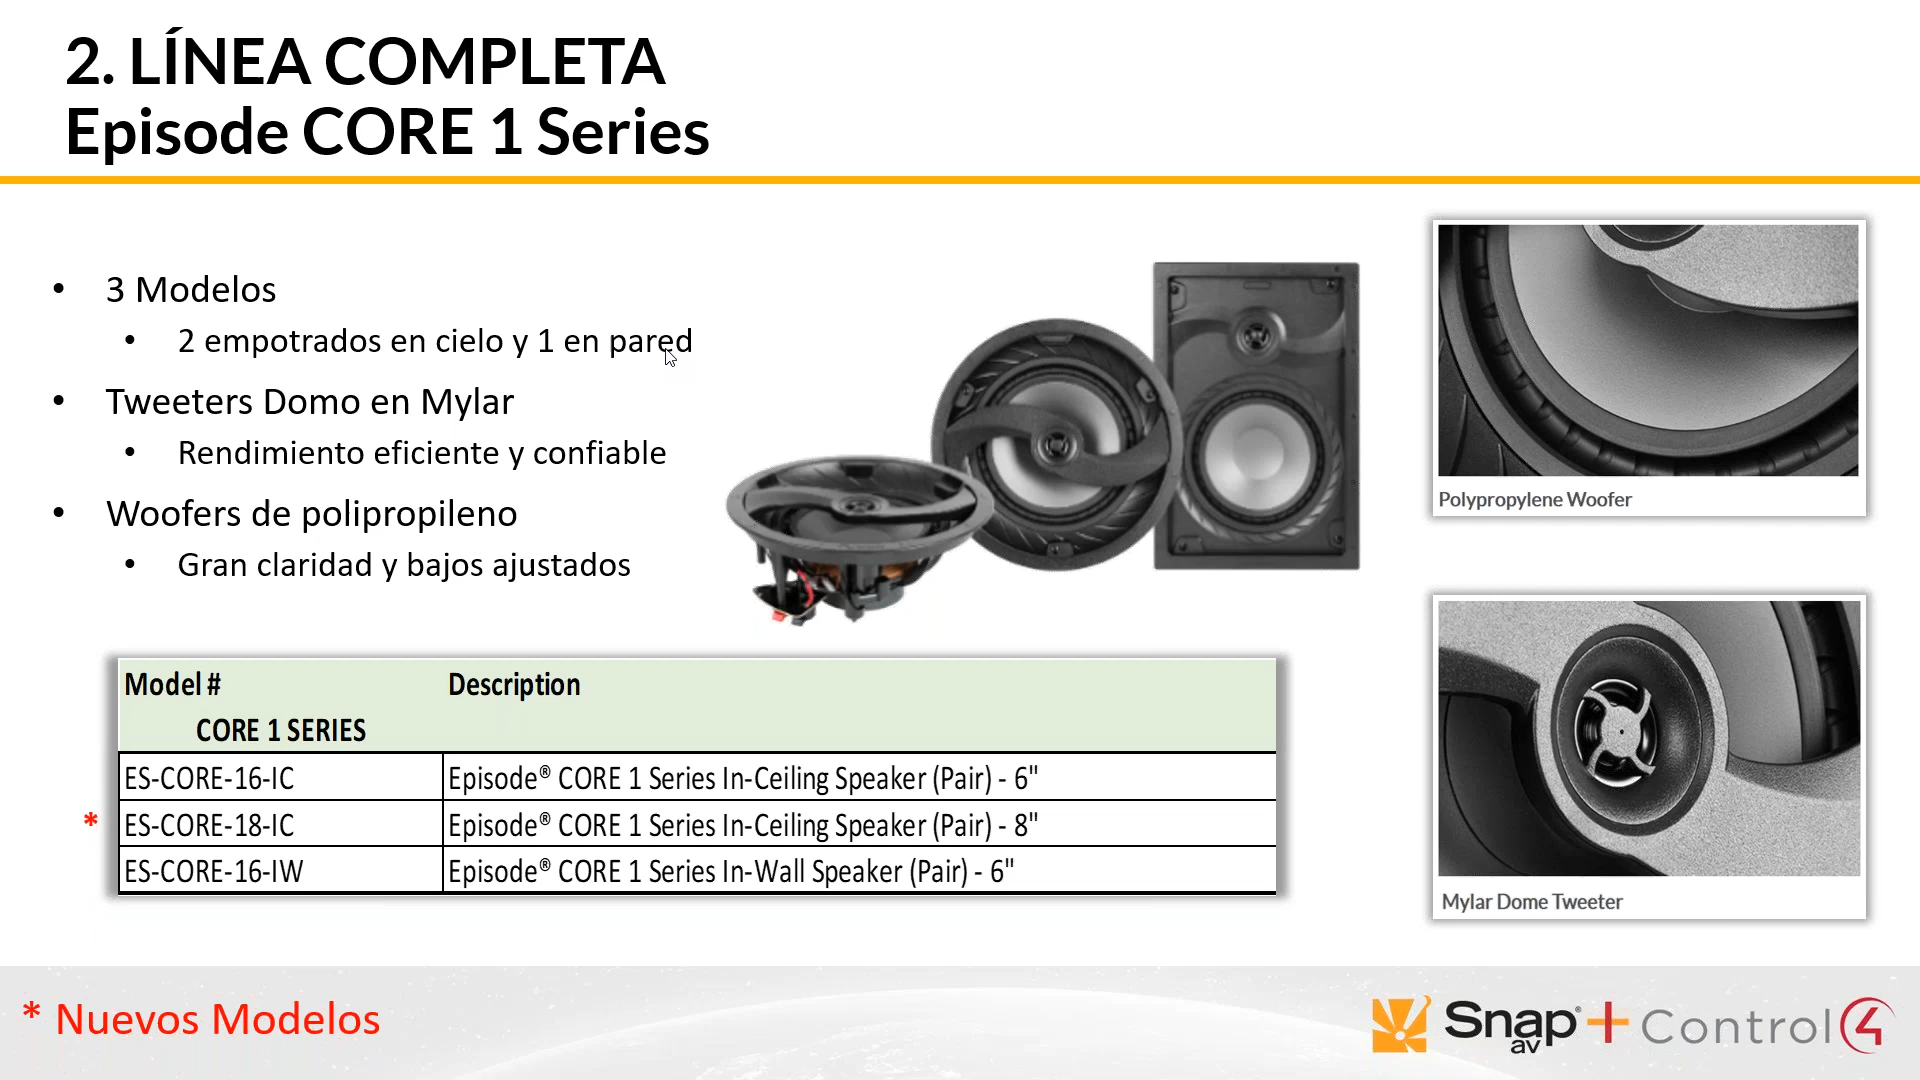 2. LÍNEA COMPLETA
Episode CORE 1 Series
• 3 Modelos
• 2 empotrados en cielo y 1 en pared
• Tweeters Domo en Mylar
• Rendimiento eficiente y confiable
• Woofers de polipropileno
• Gran claridad y bajos ajustados
Polypropylene Woofer
Mylar Dome Tweeter
Model # Description
CORE 1 SERIES
ES-CORE-16-IC Episode® CORE 1 Series In-Ceiling Speaker (Pair) - 6"
* ES-CORE-18-IC Episode® CORE 1 Series In-Ceiling Speaker (Pair) - 8"
ES-CORE-16-IW Episode® CORE 1 Series In-Wall Speaker (Pair) - 6"
* Nuevos Modelos
Snap av + Control4